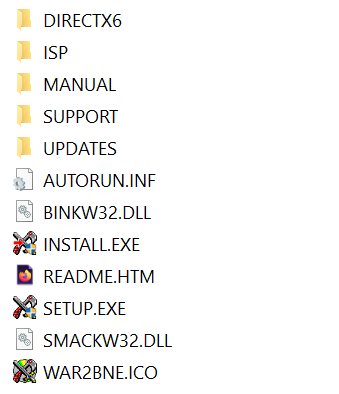 DIRECTX6
ISP
MANUAL
SUPPORT
UPDATES
AUTORUN.INF
BINKW32.DLL
INSTALL.EXE
README.HTM
SETUP.EXE
SMACKW32.DLL
WAR2BNE.ICO